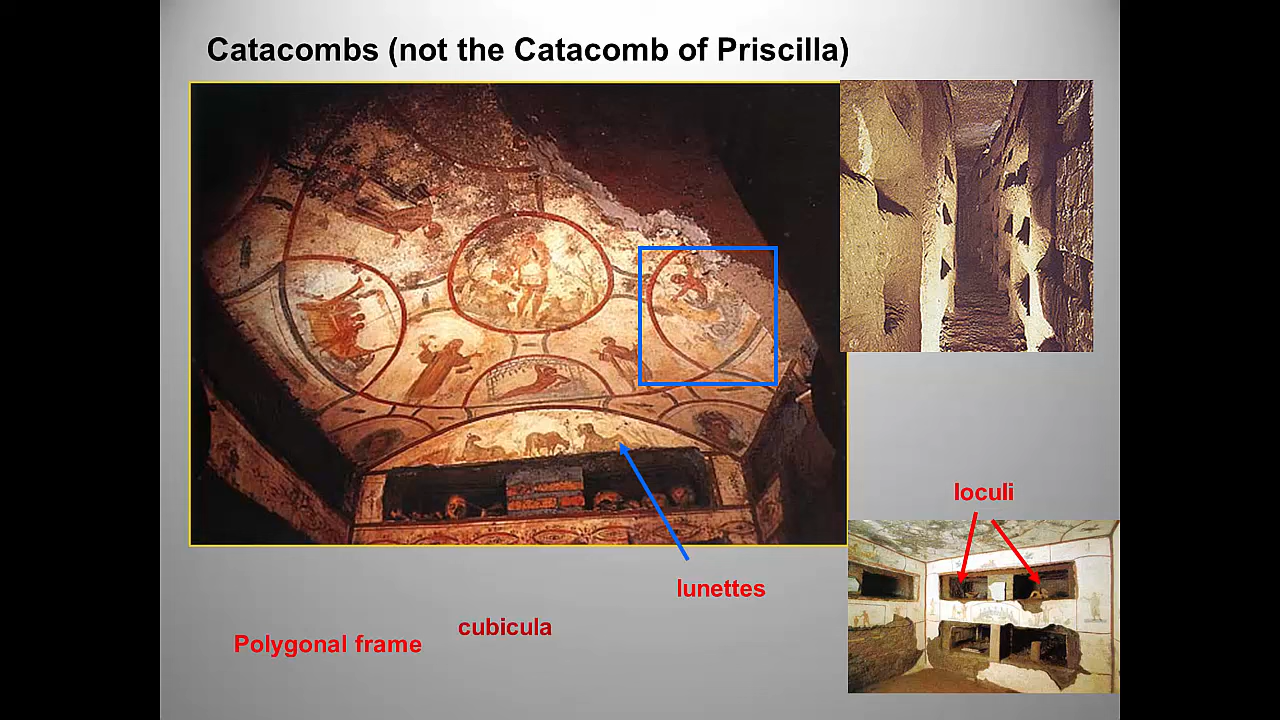 Catacombs (not the Catacomb of Priscilla)
loculi
lunettes
cubicula
Polygonal frame